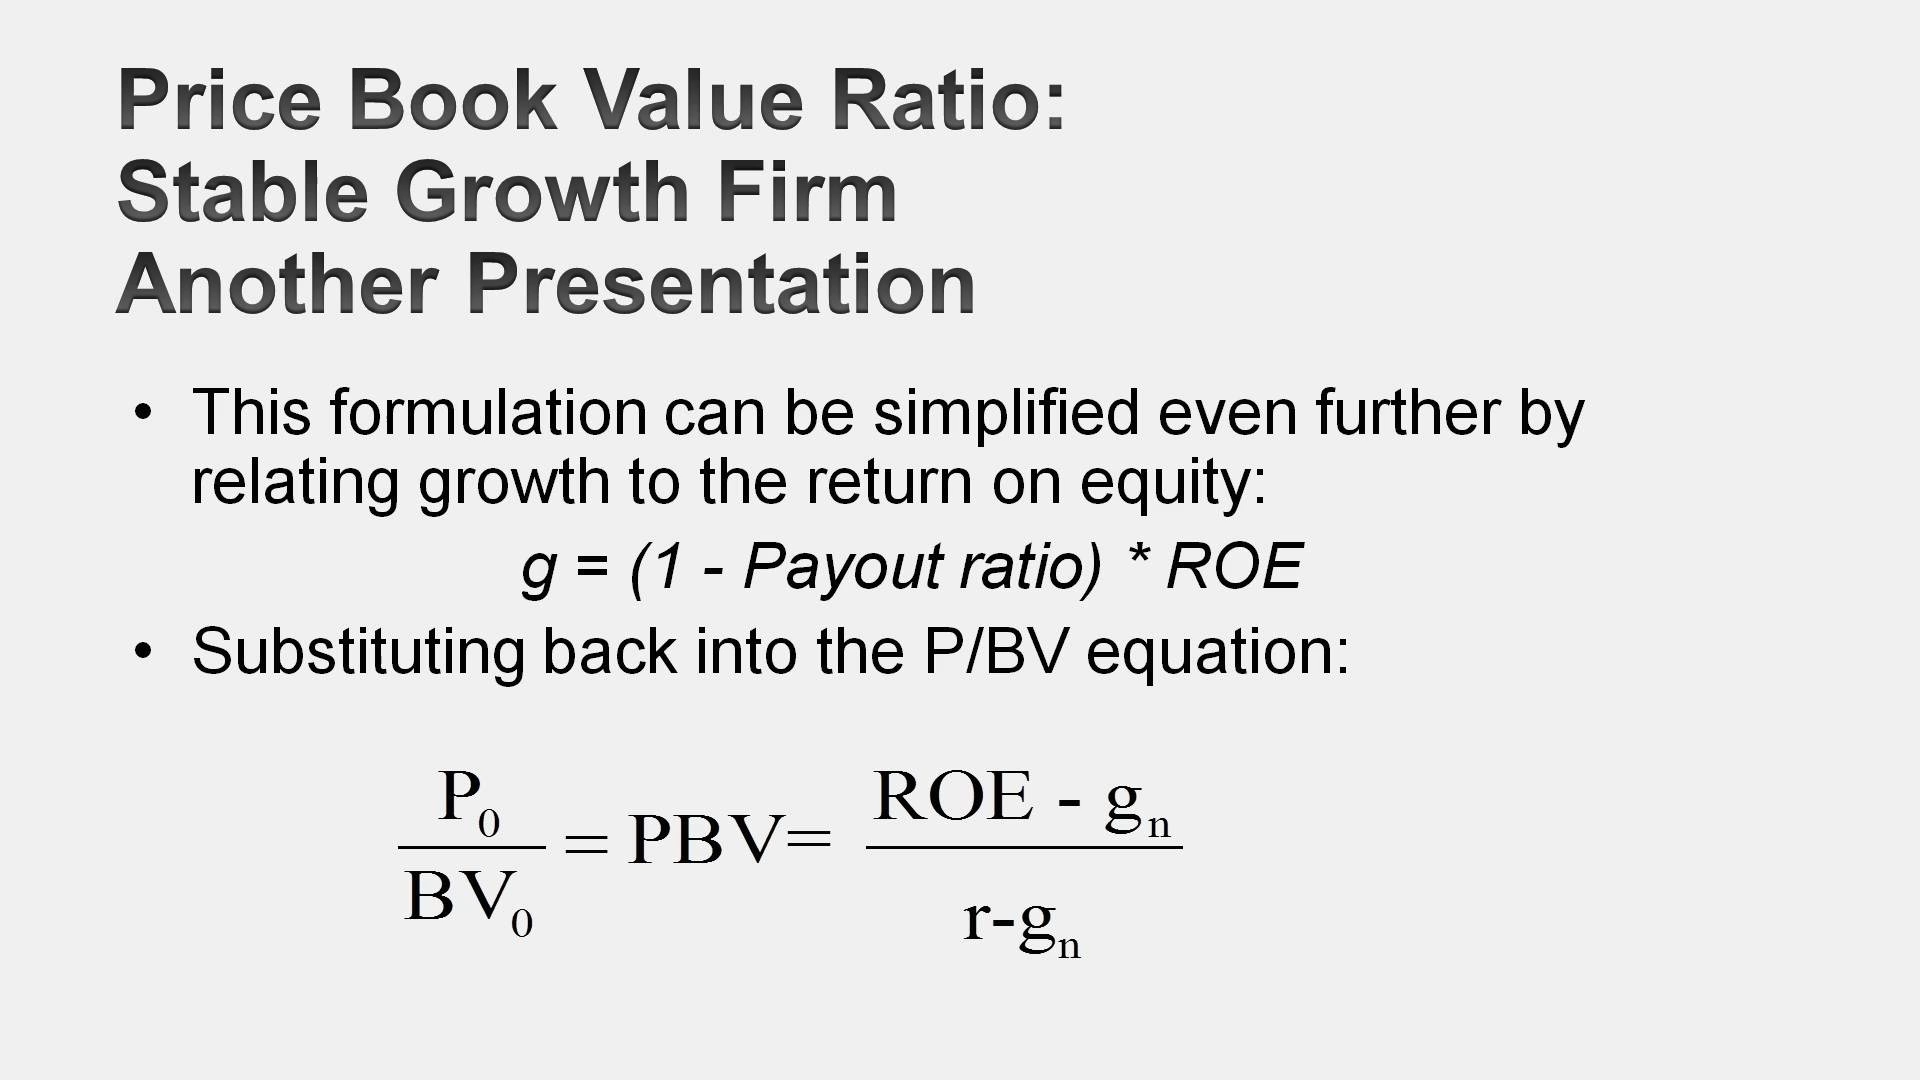 Price Book Value Ratio:
Stable Growth Firm
Another Presentation
• This formulation can be simplified even further by
relating growth to the return on equity:
g = (1 - Payout ratio) * ROE
• Substituting back into the P/BV equation:
P₀ / BV₀ = PBV= ROE - gₙ / r-gₙ